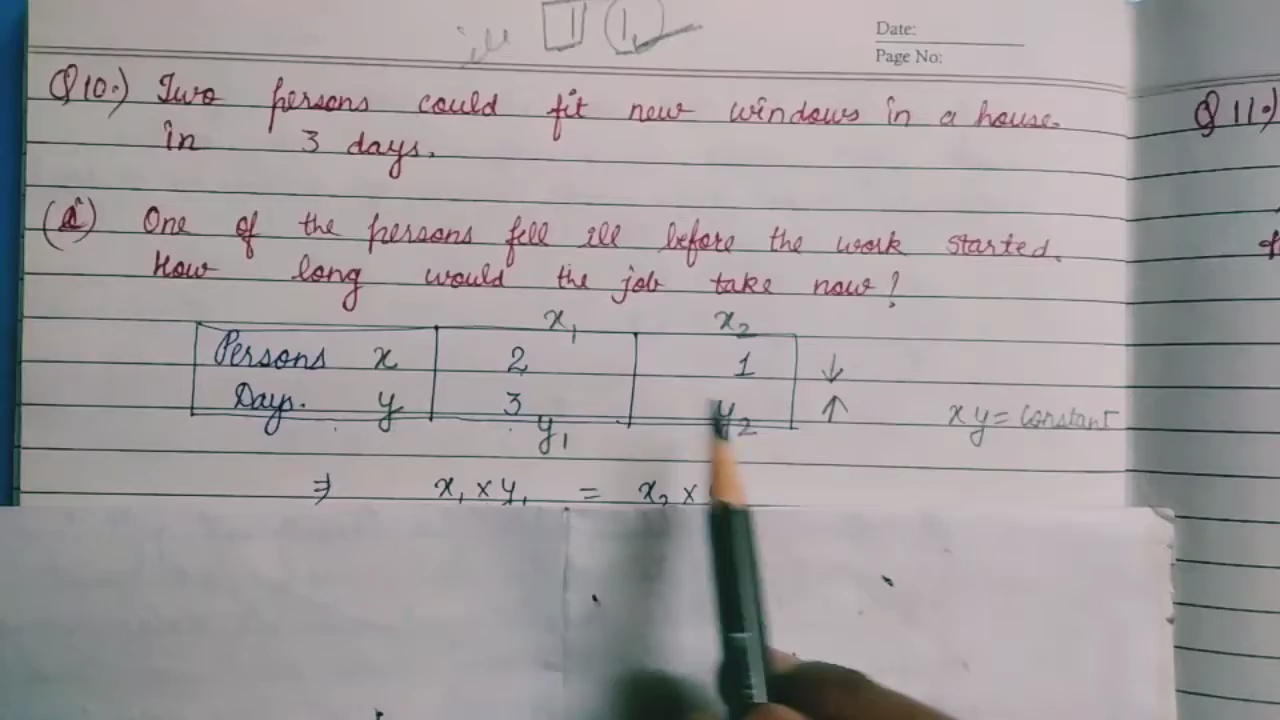 Date:
Page No:
Q10.) Two persons could fit new windows in a house.
in 3 days.
Q11.)
(i) One of the persons fell ill before the work started.
How long would the job take now?
x₁ x₂
Persons x 2 1 ↓
Days. y 3 y₂ ↑
y₁
xy = Constant
⇒ x₁ × y₁ = x₂ ×